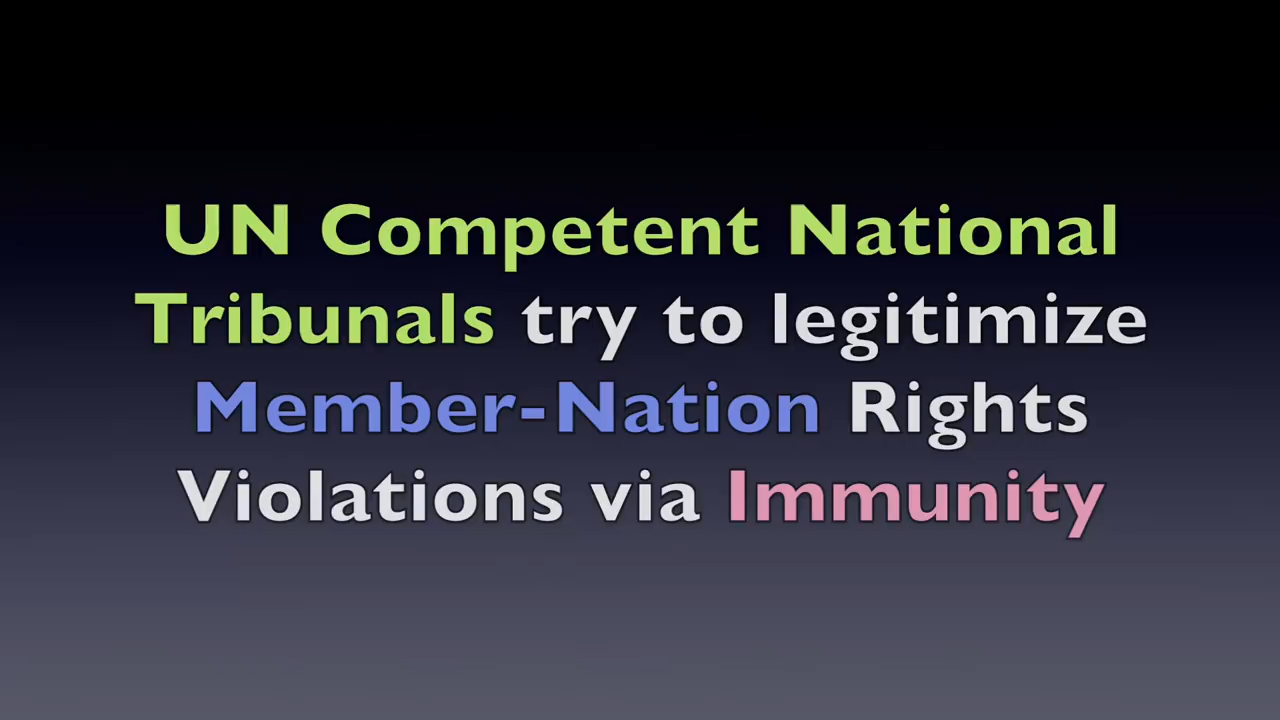 UN Competent National
Tribunals try to legitimize
Member-Nation Rights
Violations via Immunity